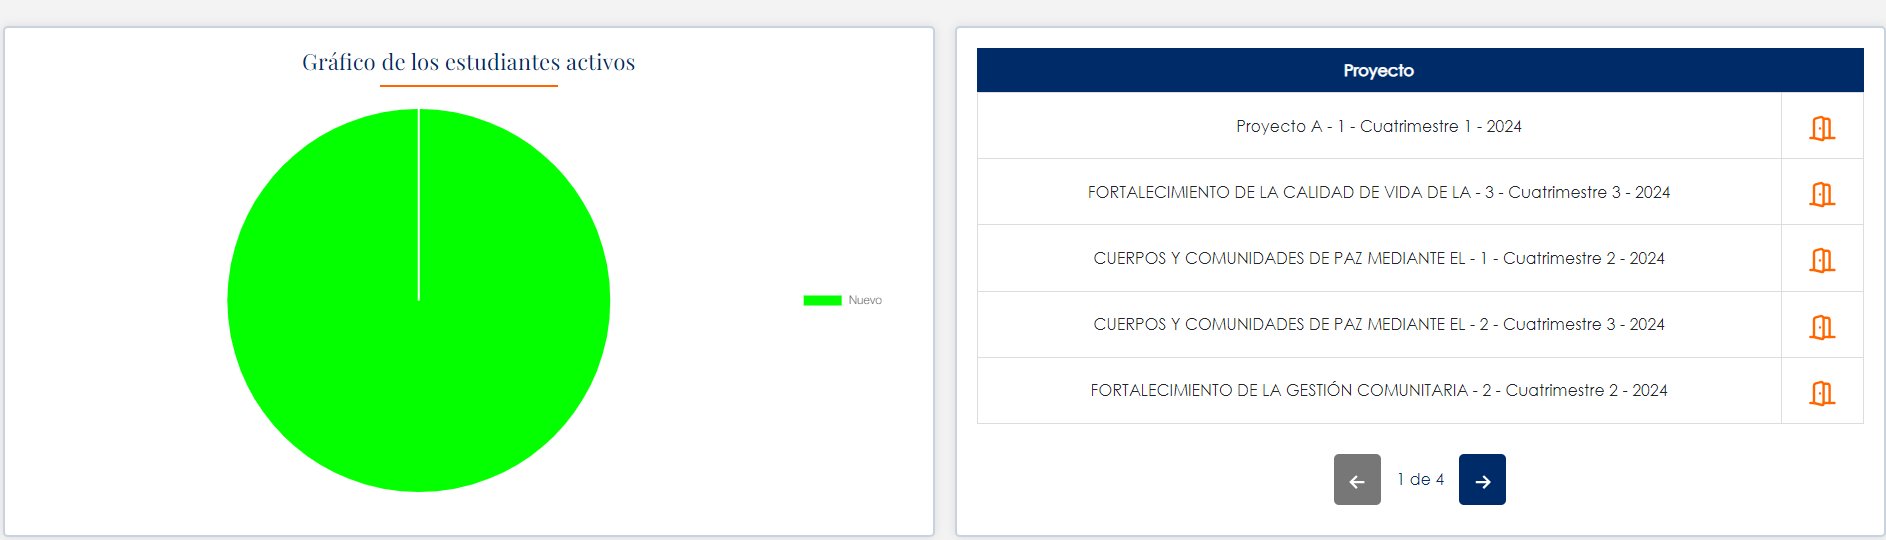 Gráfico de los estudiantes activos
Nuevo
Proyecto
Proyecto A - 1 - Cuatrimestre 1 - 2024
FORTALECIMIENTO DE LA CALIDAD DE VIDA DE LA - 3 - Cuatrimestre 3 - 2024
CUERPOS Y COMUNIDADES DE PAZ MEDIANTE EL - 1 - Cuatrimestre 2 - 2024
CUERPOS Y COMUNIDADES DE PAZ MEDIANTE EL - 2 - Cuatrimestre 3 - 2024
FORTALECIMIENTO DE LA GESTIÓN COMUNITARIA - 2 - Cuatrimestre 2 - 2024
1 de 4